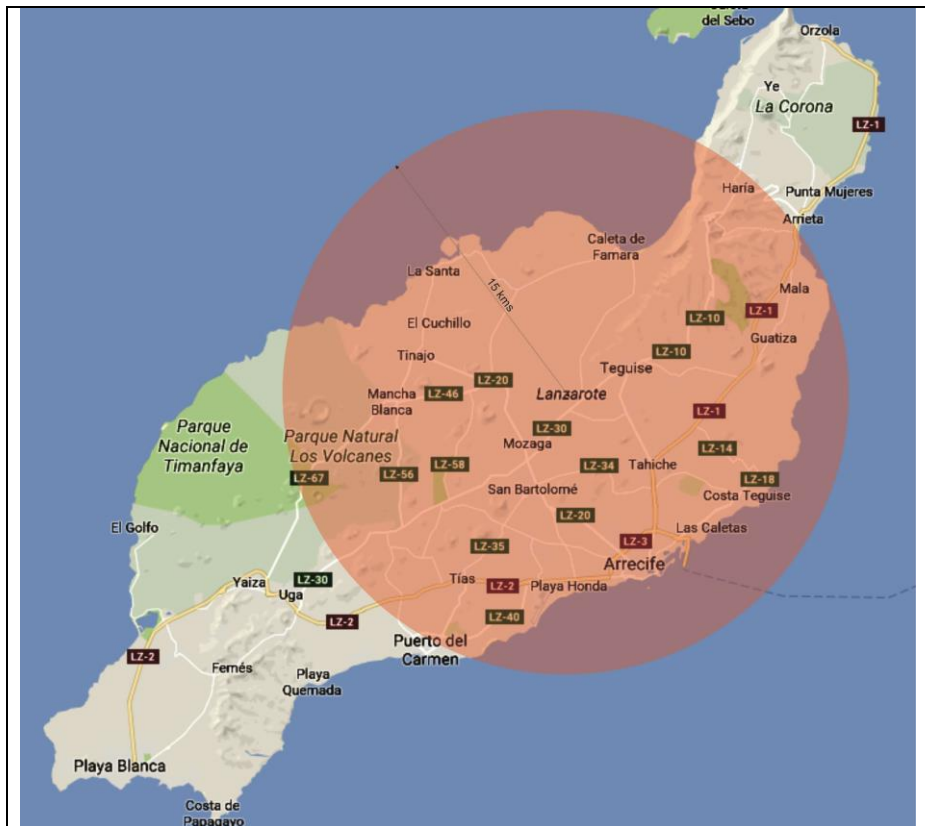 del Sebo
Orzola
Ye
La Corona
LZ-1
Haría
Punta Mujeres
Arrieta
Caleta de
Famara
La Santa
15 kms
Mala
El Cuchillo
LZ-10
LZ-1
Guatiza
Tinajo
LZ-10
Teguise
LZ-20
Mancha
Blanca
LZ-46
Lanzarote
LZ-1
Parque
Nacional de
Timanfaya
Parque Natural
Los Volcanes
LZ-30
Mozaga
LZ-14
LZ-67
LZ-56
LZ-58
LZ-34
Tahiche
LZ-18
San Bartolomé
Costa Teguise
El Golfo
LZ-20
Las Caletas
LZ-35
LZ-3
Arrecife
Yaiza
LZ-30
Uga
Tías
LZ-2
Playa Honda
LZ-2
LZ-40
Puerto del
Carmen
LZ-2
Femés
Playa
Quemada
Playa Blanca
Costa de
Papagayo